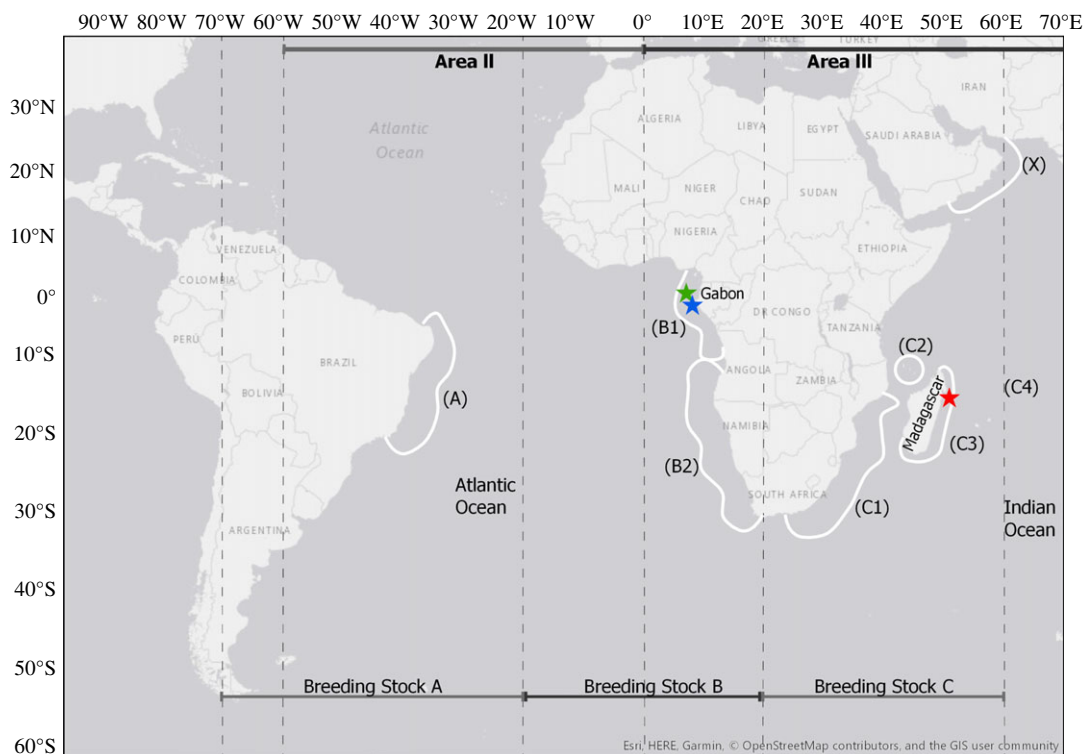 90°W 80°W 70°W 60°W 50°W 40°W 30°W 20°W 10°W 0° 10°E 20°E 30°E 40°E 50°E 60°E 70°E
GREECE TURKEY
Area II Area III
30°N
IRAN
ALGERIA LIBYA EGYPT SAUDI ARABIA
Atlantic
Ocean
20°N
(X)
MALI NIGER SUDAN
CHAD
10°N
NIGERIA
VENEZUELA ETHIOPIA
COLOMBIA
0°
Gabon
DR CONGO
(B1) TANZANIA
PERÚ
10°S
(C2)
BRAZIL ANGOLA ZAMBIA
BOLIVIA
(A)
(C4)
Madagascar
20°S
NAMIBIA
(C3)
(B2)
Atlantic
Ocean
SOUTH AFRICA
30°S
(C1)
Indian
Ocean
ARGENTINA
40°S
50°S
Breeding Stock A Breeding Stock B Breeding Stock C
60°S
Esri, HERE, Garmin, © OpenStreetMap contributors, and the GIS user community